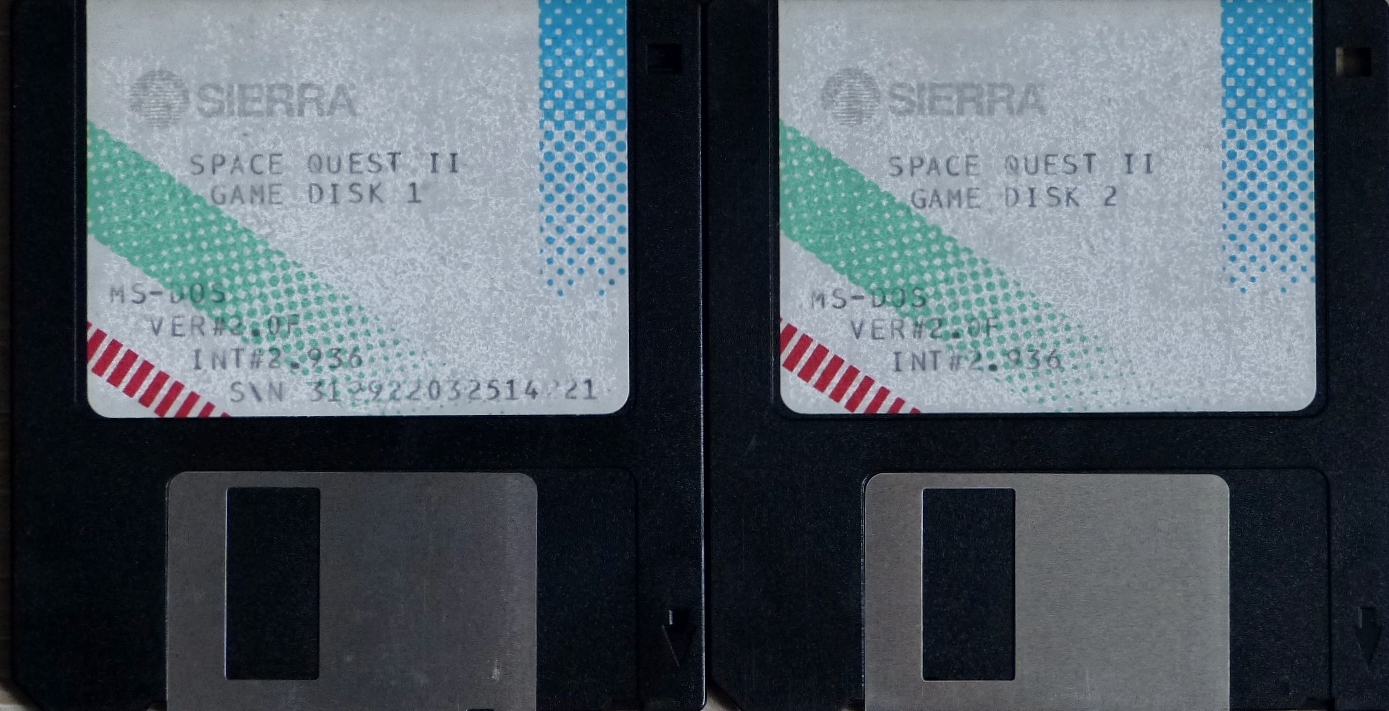 SIERRA
SPACE QUEST II
GAME DISK 1
MS-DOS
VER#2.0F
INT#2.936
S\N
SIERRA
SPACE QUEST II
GAME DISK 2
MS-DOS
VER#2.0F
INT#2.936